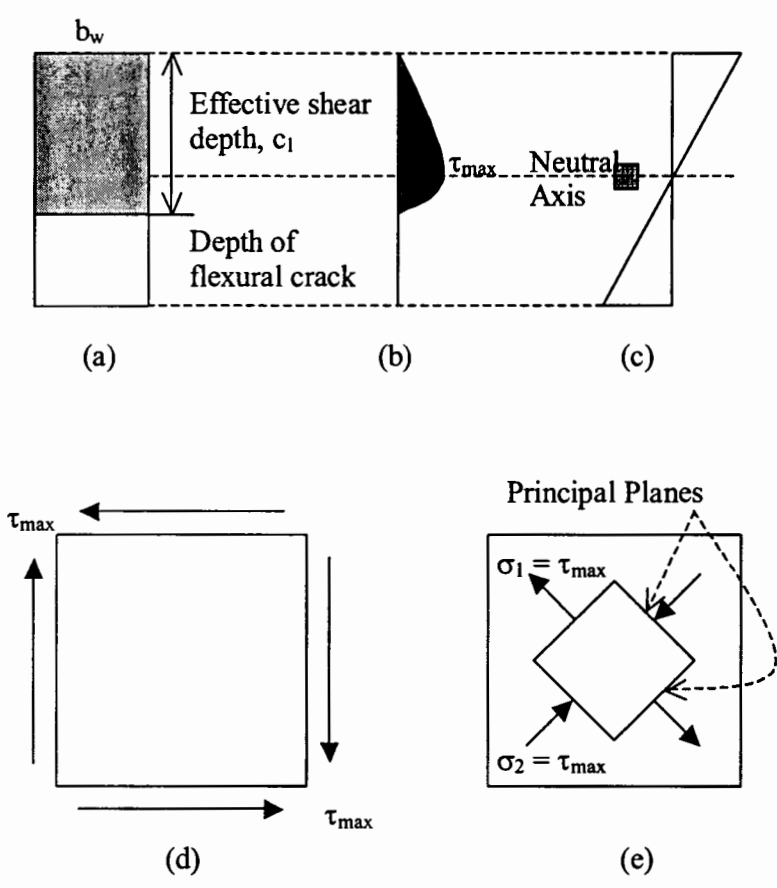 b_w
Effective shear
depth, c_1
τ_max
Neutral
Axis
Depth of
flexural crack
(a)
(b)
(c)
Principal Planes
τ_max
σ_1 = τ_max
σ_2 = τ_max
τ_max
(d)
(e)